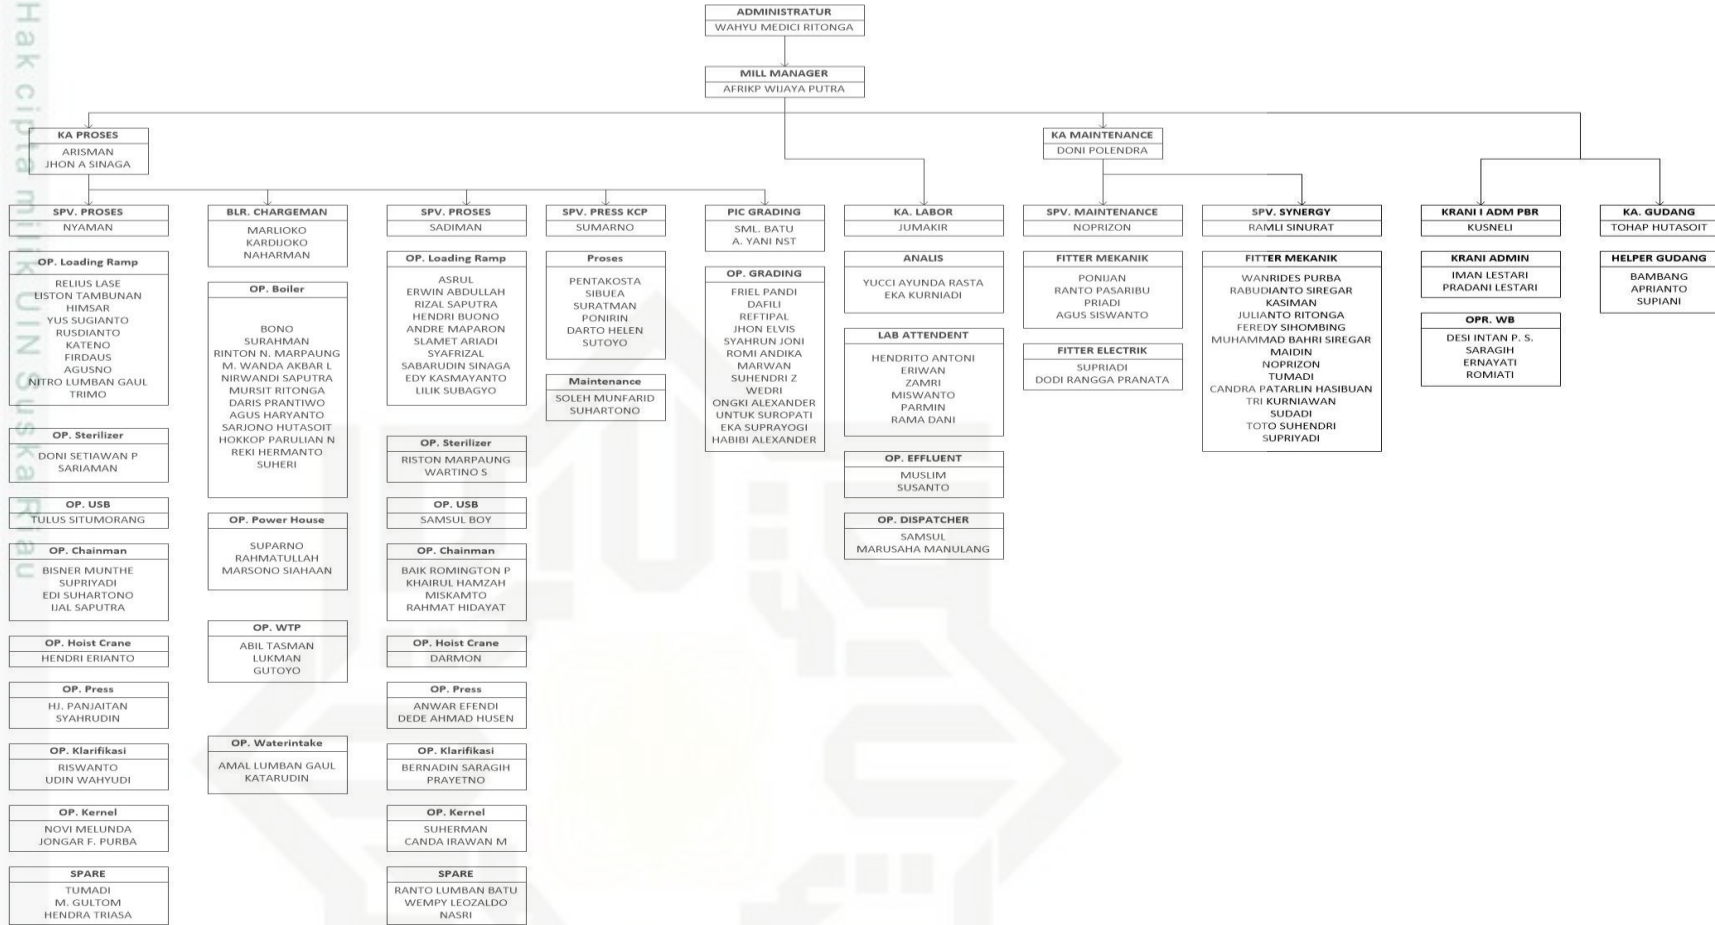 Hak cipta milik UIN Suska Riau
ADMINISTRATUR
WAHYU MEDICI RITONGA
MILL MANAGER
AFRIKP WIJAYA PUTRA
KA PROSES
ARISMAN
JHON A SINAGA
KA MAINTENANCE
DONI POLENDRA
SPV. PROSES
NYAMAN
OP. Loading Ramp
RELIUS LASE
LISTON TAMBUNAN
HIMSAR
YUS SUGIANTO
RUSDIANTO
KATENO
FIRDAUS
AGUSNO
NITRO LUMBAN GAUL
TRIMO
OP. Sterilizer
DONI SETIAWAN P
SARIAMAN
OP. USB
TULUS SITUMORANG
OP. Chainman
BISNER MUNTHE
SUPRIYADI
EDI SUHARTONO
IJAL SAPUTRA
OP. Hoist Crane
HENDRI ERIANTO
OP. Press
HJ. PANJAITAN
SYAHRUDIN
OP. Klarifikasi
RISWANTO
UDIN WAHYUDI
OP. Kernel
NOVI MELUNDA
JONGAR F. PURBA
SPARE
TUMADI
M. GULTOM
HENDRA TRIASA
BLR. CHARGEMAN
MARLIOKO
KARDIJOKO
NAHARMAN
OP. Boiler
BONO
SURAHMAN
RINTON N. MARPAUNG
M. WANDA AKBAR L
NIRWANDI SAPUTRA
MURSIT RITONGA
DARIS PRANTIWO
AGUS HARYANTO
SARJONO HUTASOIT
HOKKOP PARULIAN N
REKI HERMANTO
SUHERI
OP. Power House
SUPARNO
RAHMATULLAH
MARSONO SIAHAAN
OP. WTP
ABIL TASMAN
LUKMAN
GUTOYO
OP. Waterintake
AMAL LUMBAN GAUL
KATARUDIN
SPV. PROSES
SADIMAN
OP. Loading Ramp
ASRUL
ERWIN ABDULLAH
RIZAL SAPUTRA
HENDRI BUONO
ANDRE MAPARON
SLAMET ARIADI
SYAFRIZAL
SABARUDIN SINAGA
EDY KASMAYANTO
LILIK SUBAGYO
OP. Sterilizer
RISTON MARPAUNG
WARTINO S
OP. USB
SAMSUL BOY
OP. Chainman
BAIK ROMINGTON P
KHAIRUL HAMZAH
MISKAMTO
RAHMAT HIDAYAT
OP. Hoist Crane
DARMON
OP. Press
ANWAR EFENDI
DEDE AHMAD HUSEN
OP. Klarifikasi
BERNADIN SARAGIH
PRAYETNO
OP. Kernel
SUHERMAN
CANDA IRAWAN M
SPARE
RANTO LUMBAN BATU
WEMPY LEOZALDO
NASRI
SPV. PRESS KCP
SUMARNO
Proses
PENTAKOSTA
SIBUEA
SURATMAN
PONIRIN
DARTO HELEN
SUTOYO
Maintenance
SOLEH MUNFARID
SUHARTONO
PIC GRADING
SML. BATU
A. YANI NST
OP. GRADING
FRIEL PANDI
DAFILI
REFTIPAL
JHON ELVIS
SYAHRUN JONI
ROMI ANDIKA
MARWAN
SUHENDRI Z
WEDRI
ONGKI ALEXANDER
UNTUK SUROPATI
EKA SUPRAYOGI
HABIBI ALEXANDER
KA. LABOR
JUMAKIR
ANALIS
YUCCI AYUNDA RASTA
EKA KURNIADI
LAB ATTENDENT
HENDRITO ANTONI
ERIWAN
ZAMRI
MISWANTO
PARMIN
RAMA DANI
OP. EFFLUENT
MUSLIM
SUSANTO
OP. DISPATCHER
SAMSUL
MARUSAHA MANULANG
SPV. MAINTENANCE
NOPRIZON
FITTER MEKANIK
PONIJAN
RANTO PASARIBU
PRIADI
AGUS SISWANTO
FITTER ELECTRIK
SUPRIADI
DODI RANGGA PRANATA
SPV. SYNERGY
RAMLI SINURAT
FITTER MEKANIK
WANRIDES PURBA
RABUDIANTO SIREGAR
KASIMAN
JULIANTO RITONGA
FEREDY SIHOMBING
MUHAMMAD BAHRI SIREGAR
MAIDIN
NOPRIZON
TUMADI
CANDRA PATARLIN HASIBUAN
TRI KURNIAWAN
SUDADI
TOTO SUHENDRI
SUPRIYADI
KRANI I ADM PBR
KUSNELI
KRANI ADMIN
IMAN LESTARI
PRADANI LESTARI
OPR. WB
DESI INTAN P. S.
SARAGIH
ERNAYATI
ROMIATI
KA. GUDANG
TOHAP HUTASOIT
HELPER GUDANG
BAMBANG
APRIANTO
SUPIANI